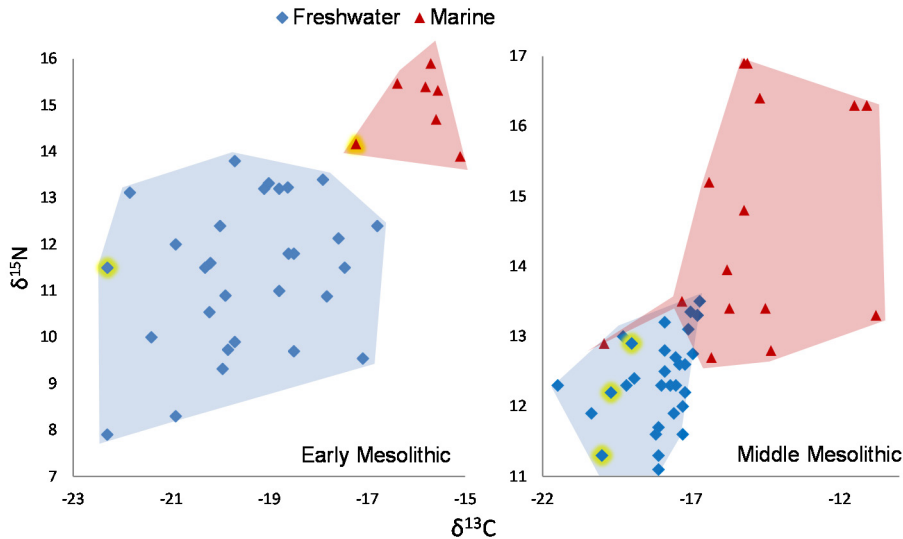 Freshwater Marine
16
15
14
13
12
11
10
9
8
7
-23 -21 -19 -17 -15
δ15N
Early Mesolithic
17
16
15
14
13
12
11
-22 -17 -12
Middle Mesolithic
δ13C